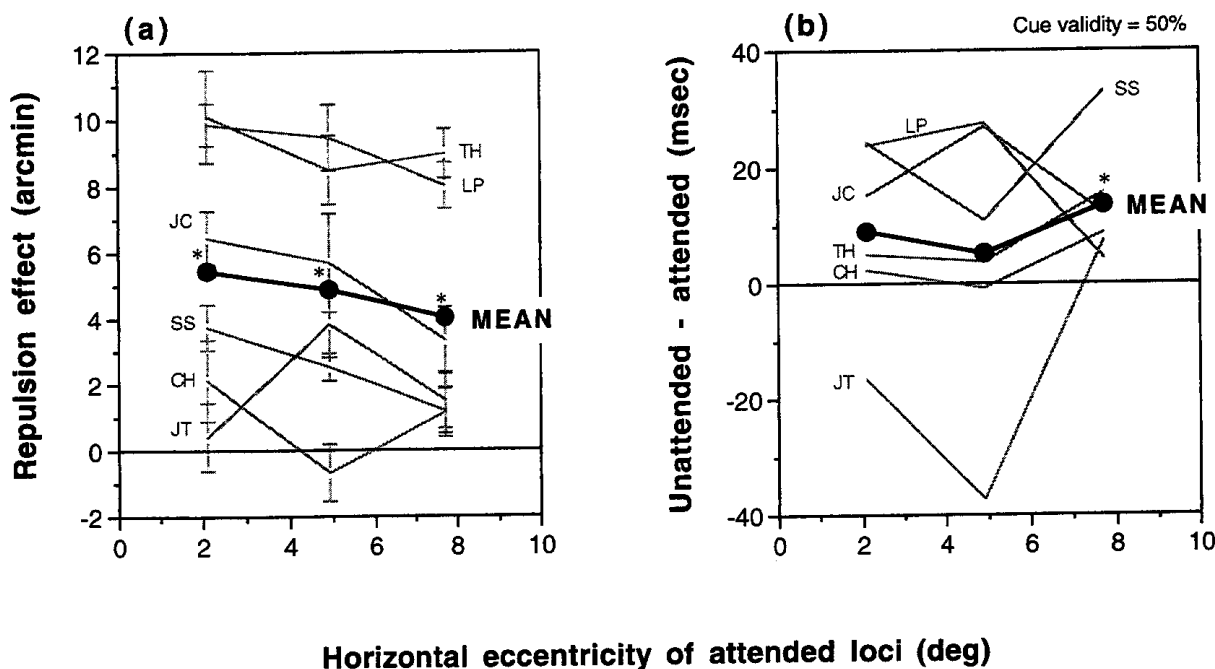 (a)
Repulsion effect (arcmin)
12
10
8
6
4
2
0
-2
0 2 4 6 8 10
TH
LP
JC
*
*
*
MEAN
SS
CH
JT
(b)
Cue validity = 50%
Unattended - attended (msec)
40
20
0
-20
-40
0 2 4 6 8 10
SS
LP
JC
*
MEAN
TH
CH
JT
Horizontal eccentricity of attended loci (deg)